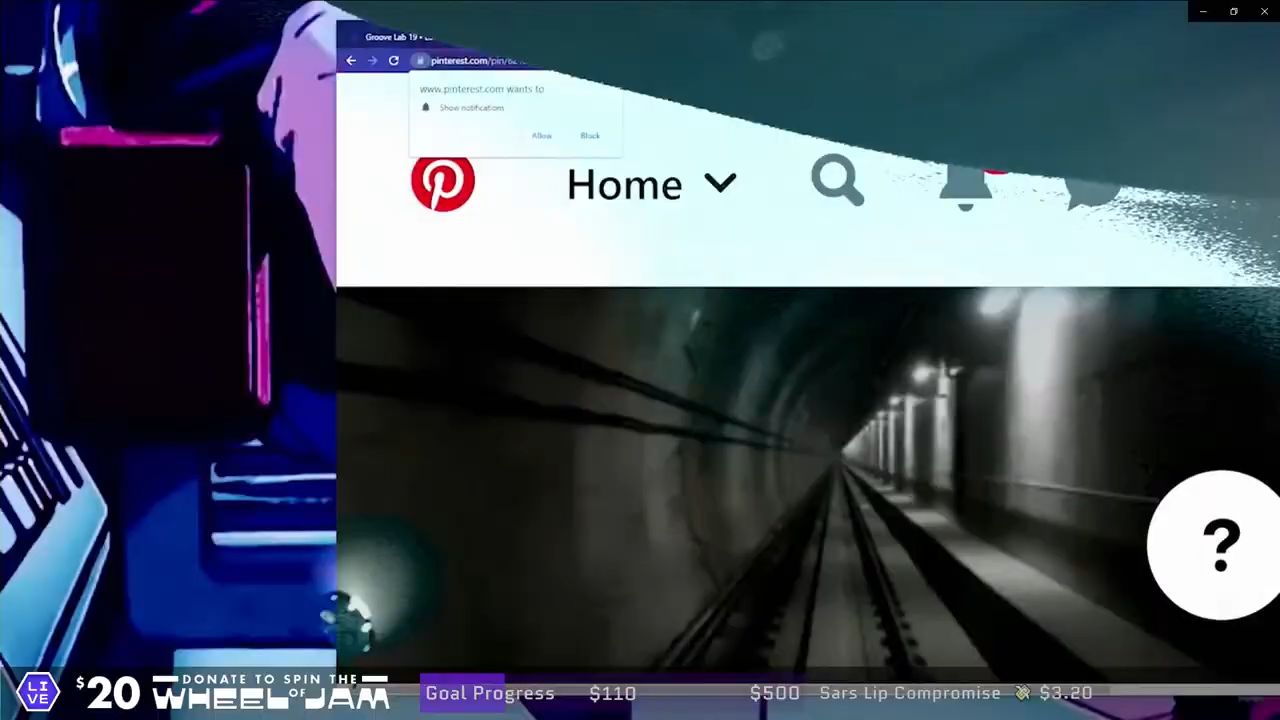 Groove Lab 19
pinterest.com/pin/
www.pinterest.com wants to
Show notifications
Allow Block
Home
?
LIVE
$20 DONATE TO SPIN THE
WHEEL OF JAM
Goal Progress $110 $500 Sars Lip Compromise $3.20